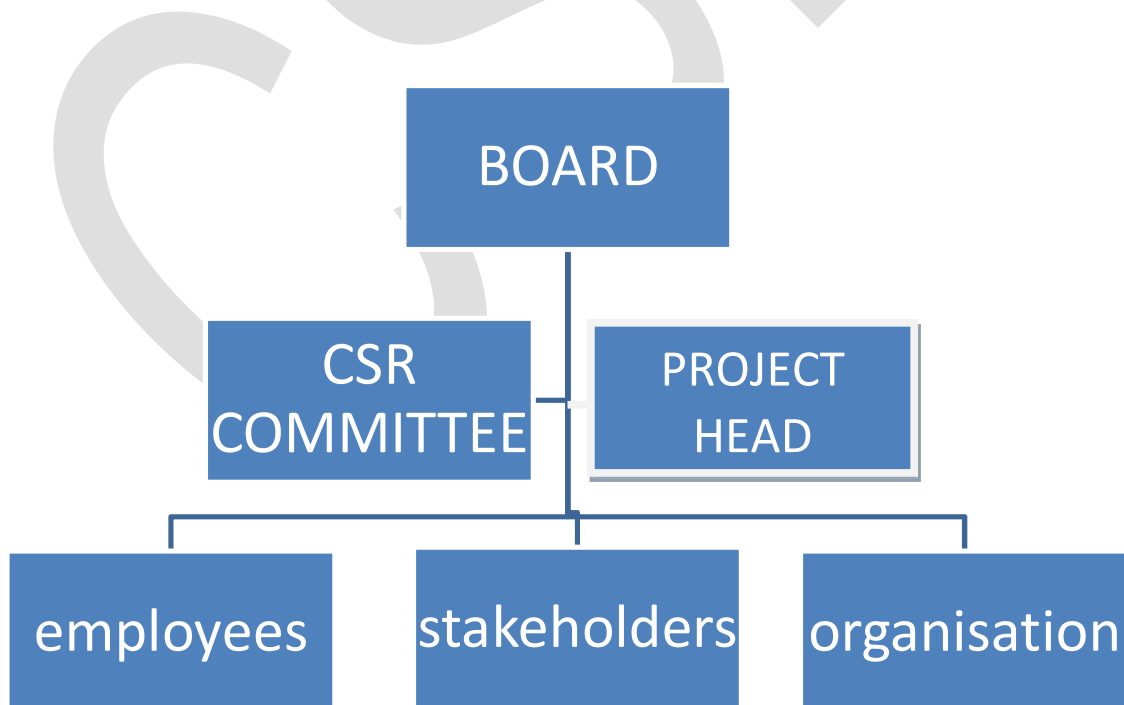 BOARD
CSR
COMMITTEE
PROJECT
HEAD
employees
stakeholders
organisation